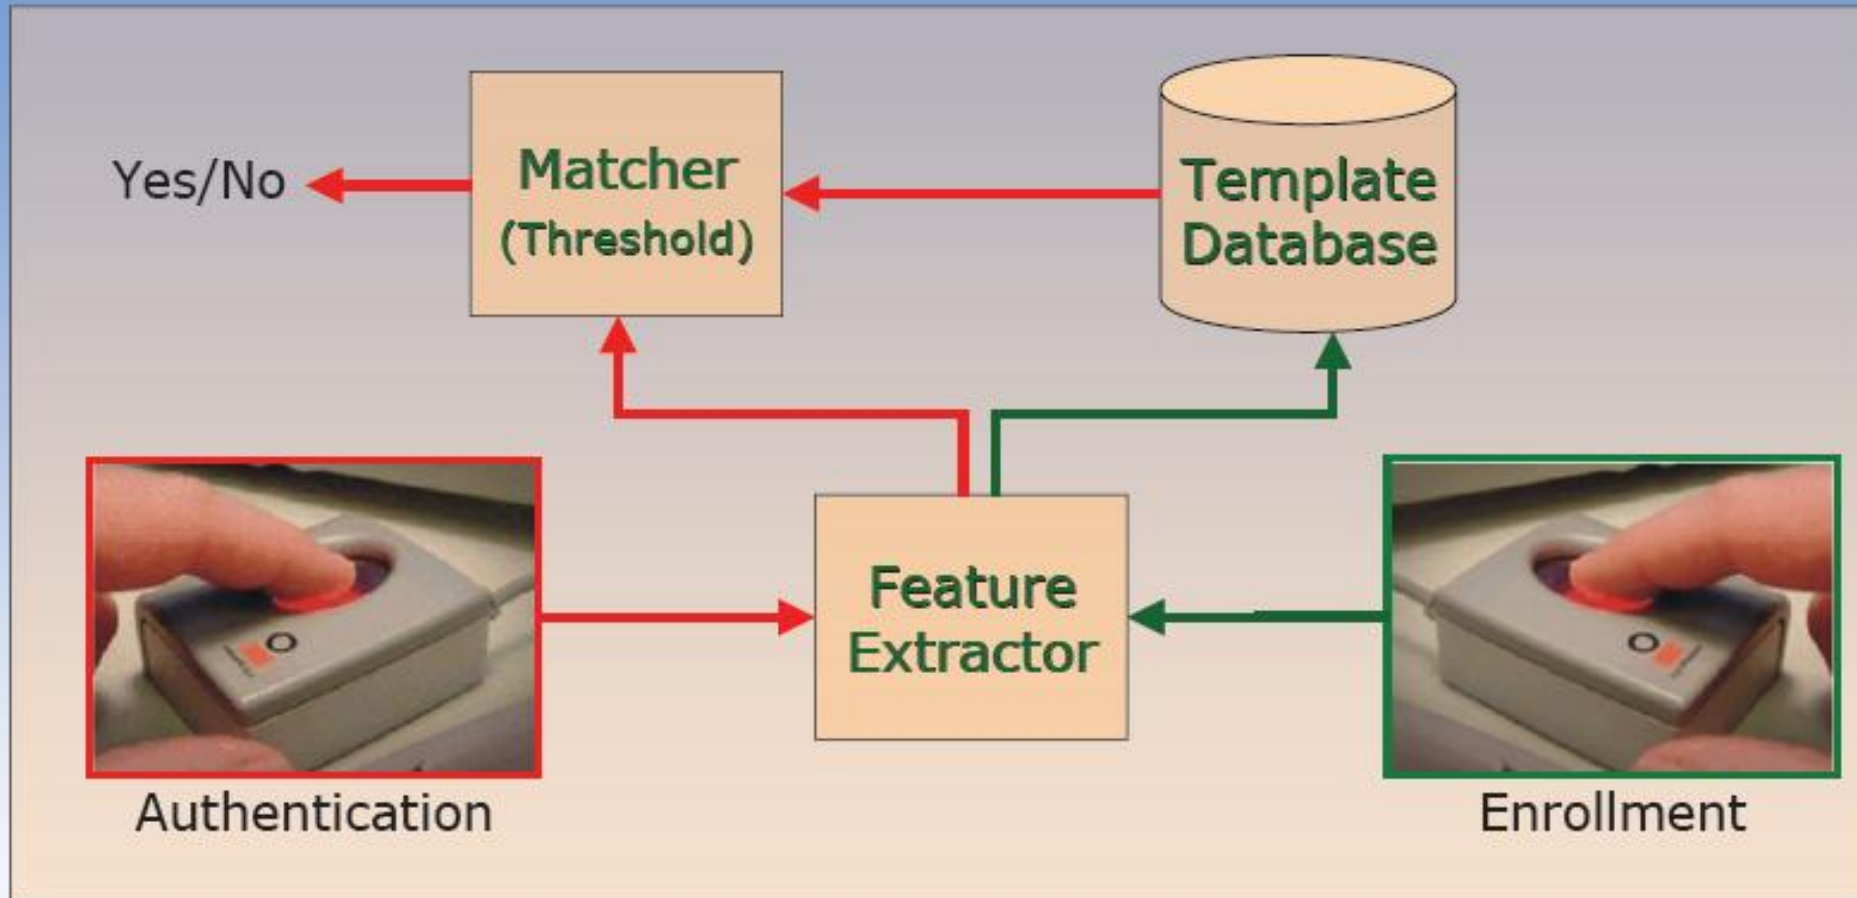 Yes/No
Matcher
(Threshold)
Template
Database
Feature
Extractor
Authentication
Enrollment